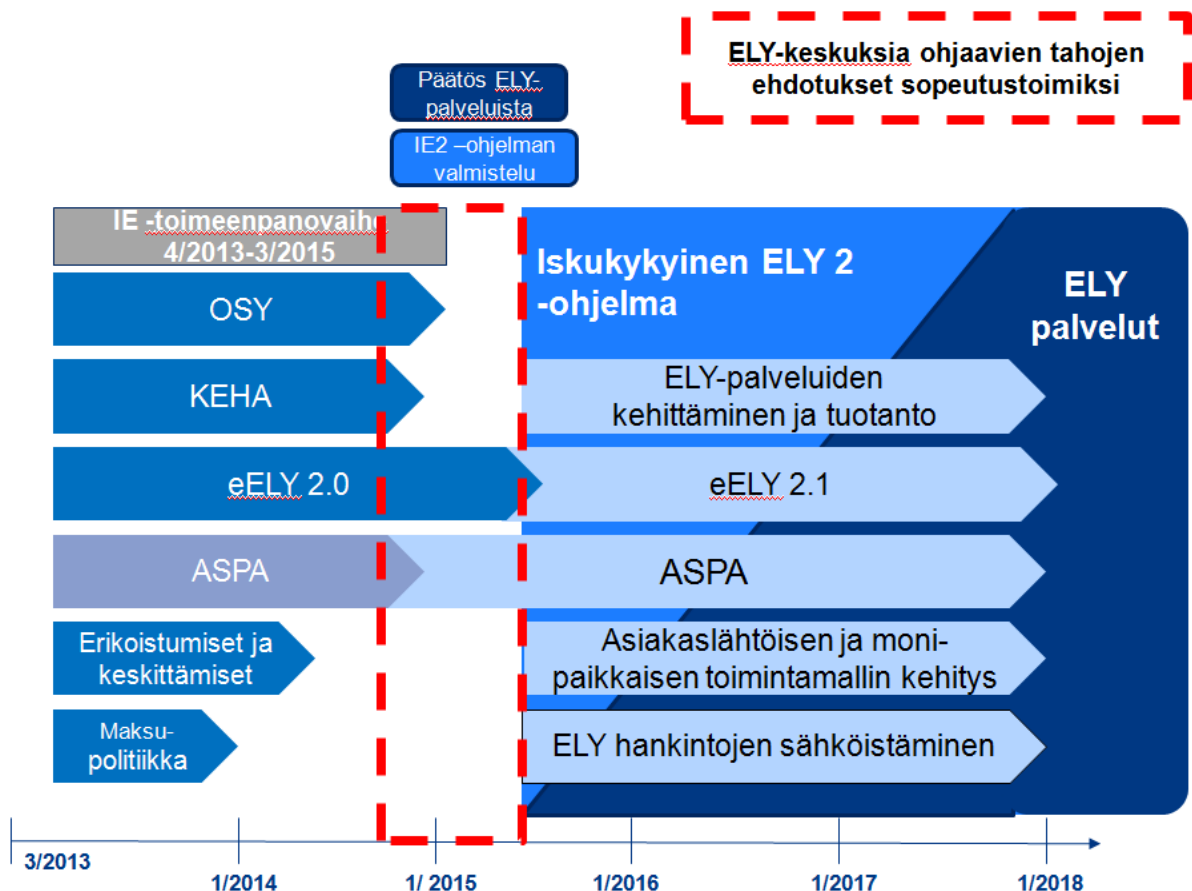 ELY-keskuksia ohjaavien tahojen
ehdotukset sopeutustoimiksi
Päätös ELY-
palveluista
IE2 –ohjelman
valmistelu
IE -toimeenpanovaihe
4/2013-3/2015
Iskukykyinen ELY 2
-ohjelma
ELY
palvelut
OSY
KEHA
ELY-palveluiden
kehittäminen ja tuotanto
eELY 2.0
eELY 2.1
ASPA
ASPA
Erikoistumiset ja
keskittämiset
Asiakaslähtöisen ja moni-
paikkaisen toimintamallin kehitys
Maksu-
politiikka
ELY hankintojen sähköistäminen
3/2013
1/2014
1/ 2015
1/2016
1/2017
1/2018